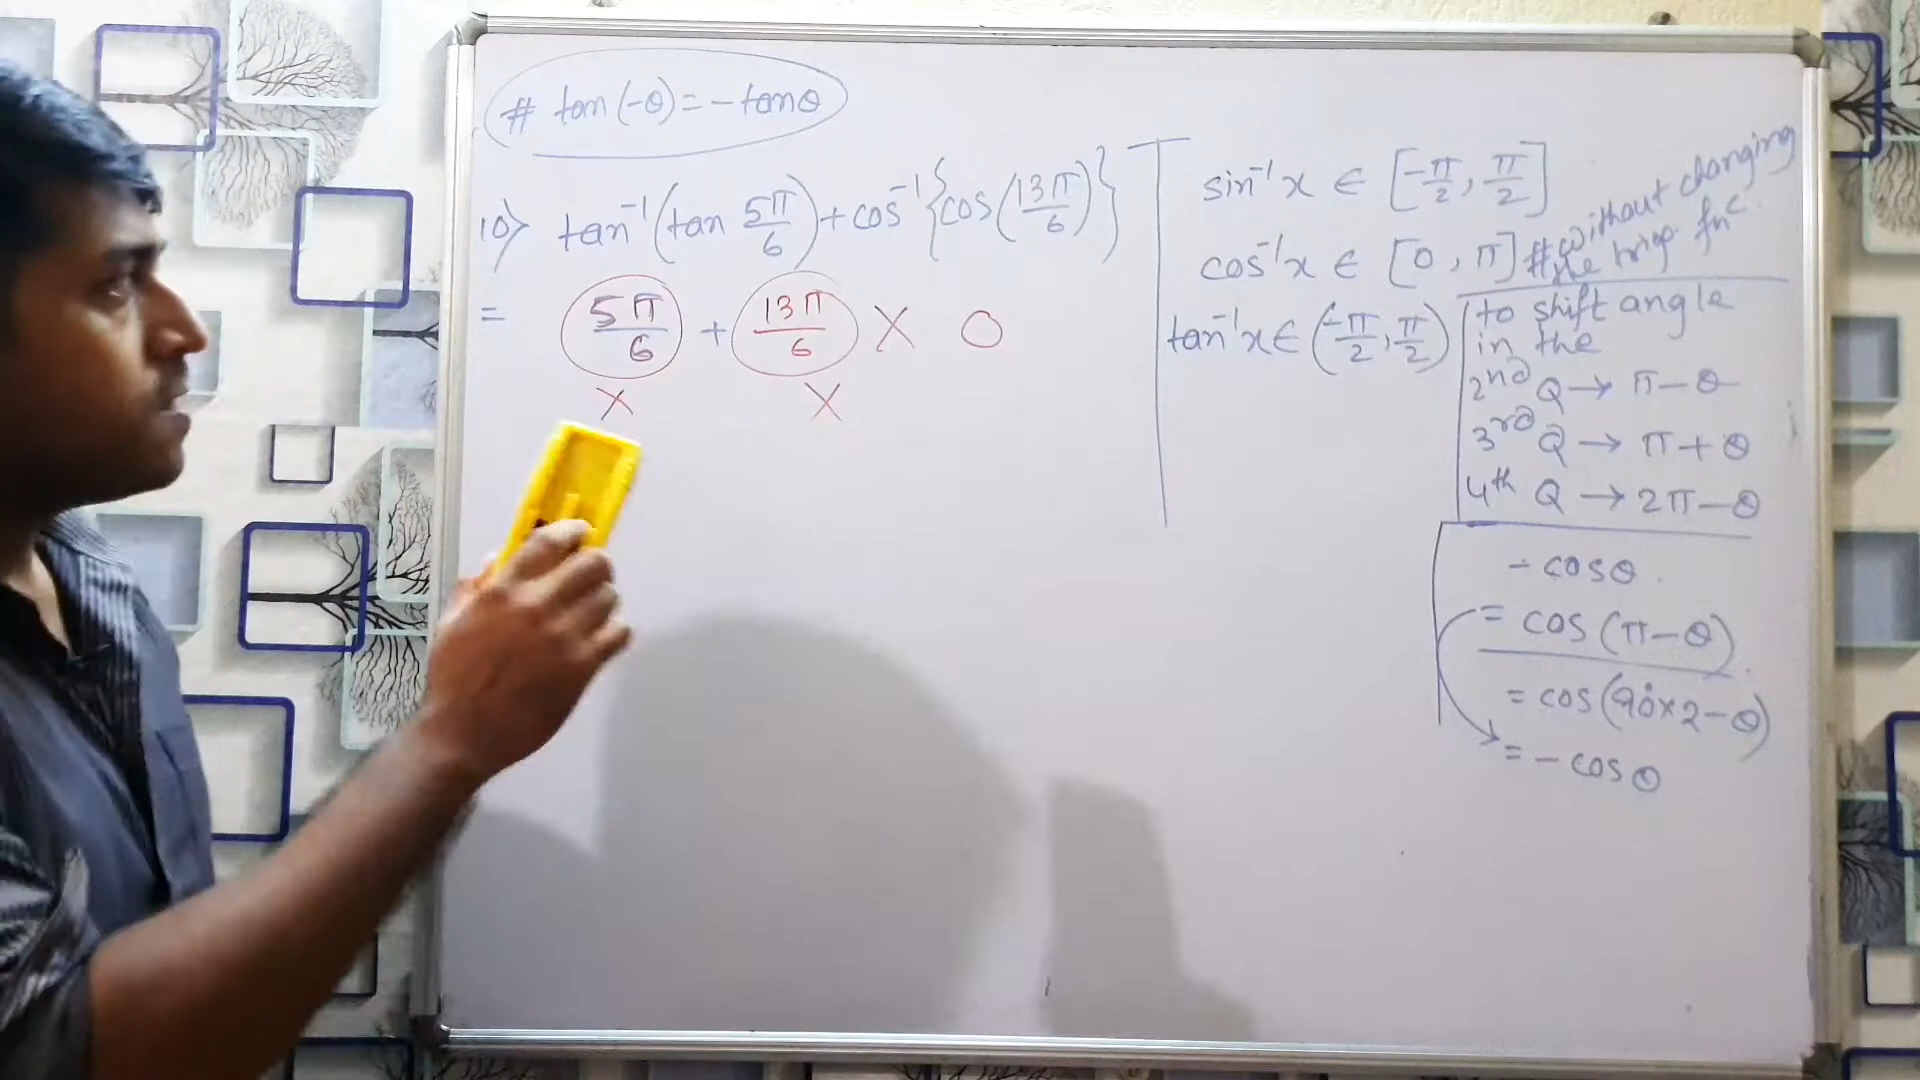 # tan(-θ) = -tanθ
10> tan⁻¹(tan 5π/6) + cos⁻¹{cos(13π/6)}
= 5π/6 + 13π/6 X O
X X
sin⁻¹x ∈ [-π/2, π/2]
cos⁻¹x ∈ [0, π]
tan⁻¹x ∈ (-π/2, π/2)
# without changing
the trigo. fnᶜ.
to shift angle
in the
2nd Q → π-θ
3rd Q → π+θ
4th Q → 2π-θ
-cosθ.
= cos(π-θ)
= cos(90°×2-θ)
= -cosθ